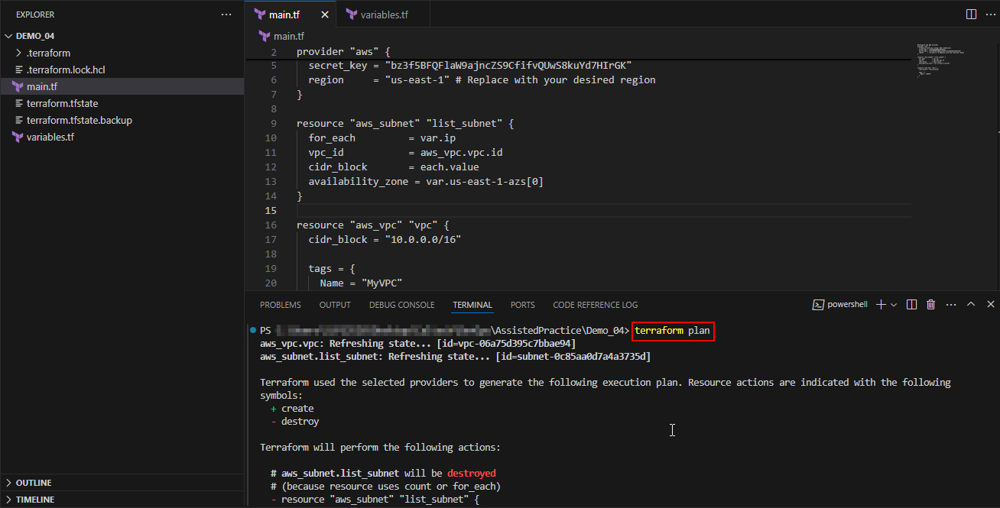 EXPLORER
DEMO_04
.terraform
.terraform.lock.hcl
main.tf
terraform.tfstate
terraform.tfstate.backup
variables.tf
OUTLINE
TIMELINE
main.tf
variables.tf
main.tf
2 provider "aws" {
5 secret_key = "bz3f5BFQFlaW9ajncZS9CfifvQUwS8kuYd7HIrGK"
6 region = "us-east-1" # Replace with your desired region
7 }
8
9 resource "aws_subnet" "list_subnet" {
10 for_each = var.ip
11 vpc_id = aws_vpc.vpc.id
12 cidr_block = each.value
13 availability_zone = var.us-east-1-azs[0]
14 }
15
16 resource "aws_vpc" "vpc" {
17 cidr_block = "10.0.0.0/16"
18
19 tags = {
20 Name = "MyVPC"
PROBLEMS OUTPUT DEBUG CONSOLE TERMINAL PORTS CODE REFERENCE LOG powershell
PS \AssistedPractice\Demo_04> terraform plan
aws_vpc.vpc: Refreshing state... [id=vpc-06a75d395c7bbae94]
aws_subnet.list_subnet: Refreshing state... [id=subnet-0c85aa0d7a4a3735d]
Terraform used the selected providers to generate the following execution plan. Resource actions are indicated with the following
symbols:
+ create
- destroy
Terraform will perform the following actions:
# aws_subnet.list_subnet will be destroyed
# (because resource uses count or for_each)
- resource "aws_subnet" "list_subnet" {